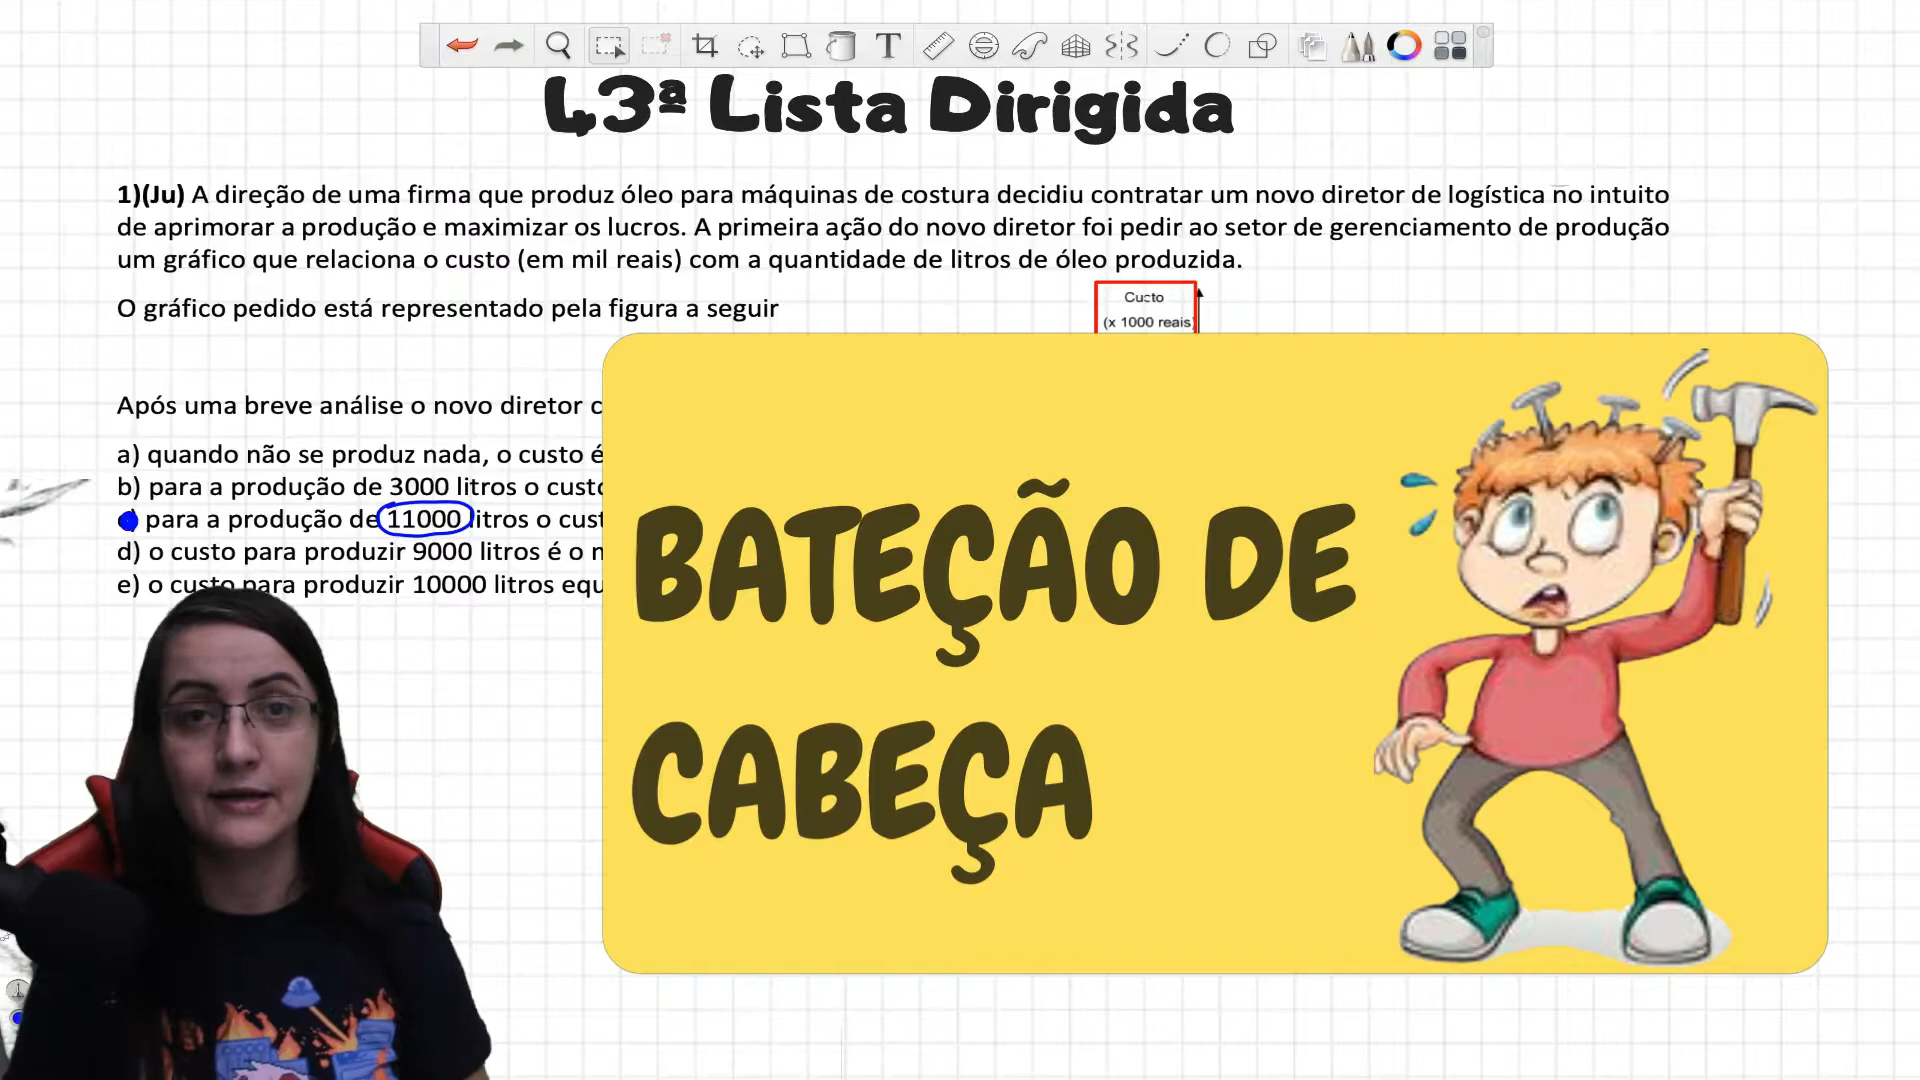 43ª Lista Dirigida
1)(Ju) A direção de uma firma que produz óleo para máquinas de costura decidiu contratar um novo diretor de logística no intuito
de aprimorar a produção e maximizar os lucros. A primeira ação do novo diretor foi pedir ao setor de gerenciamento de produção
um gráfico que relaciona o custo (em mil reais) com a quantidade de litros de óleo produzida.
O gráfico pedido está representado pela figura a seguir
Custo
(x 1000 reais)
Após uma breve análise o novo diretor c
a) quando não se produz nada, o custo é
b) para a produção de 3000 litros o custo
c) para a produção de 11000 litros o cust
d) o custo para produzir 9000 litros é o
e) o custo para produzir 10000 litros equ
BATEÇÃO DE
CABEÇA